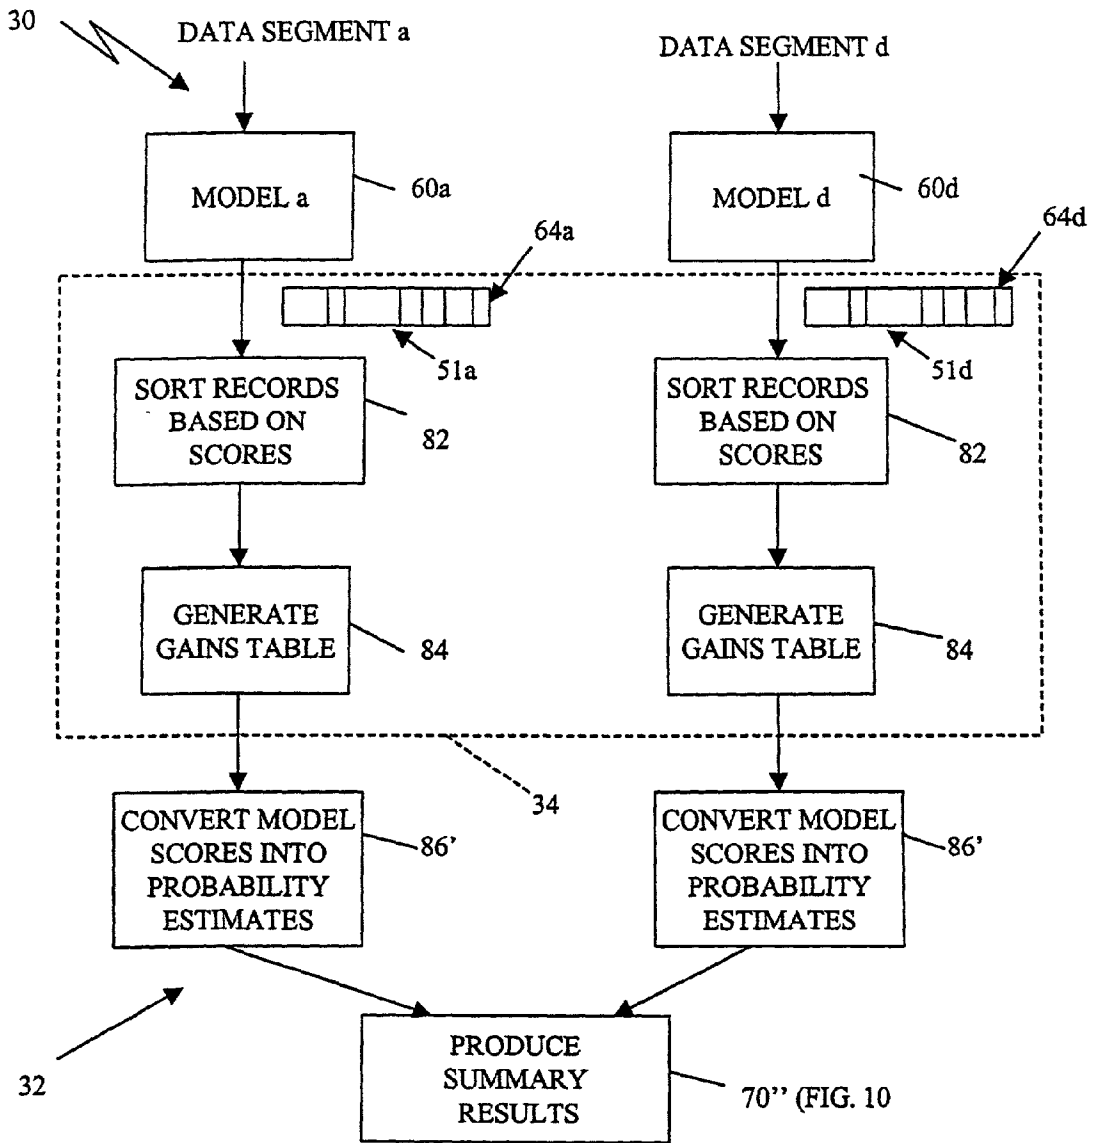 30
DATA SEGMENT a
DATA SEGMENT d
MODEL a
60a
MODEL d
60d
64a
64d
51a
51d
SORT RECORDS
BASED ON
SCORES
82
SORT RECORDS
BASED ON
SCORES
82
GENERATE
GAINS TABLE
84
GENERATE
GAINS TABLE
84
34
CONVERT MODEL
SCORES INTO
PROBABILITY
ESTIMATES
86’
CONVERT MODEL
SCORES INTO
PROBABILITY
ESTIMATES
86’
32
PRODUCE
SUMMARY
RESULTS
70’’ (FIG. 10